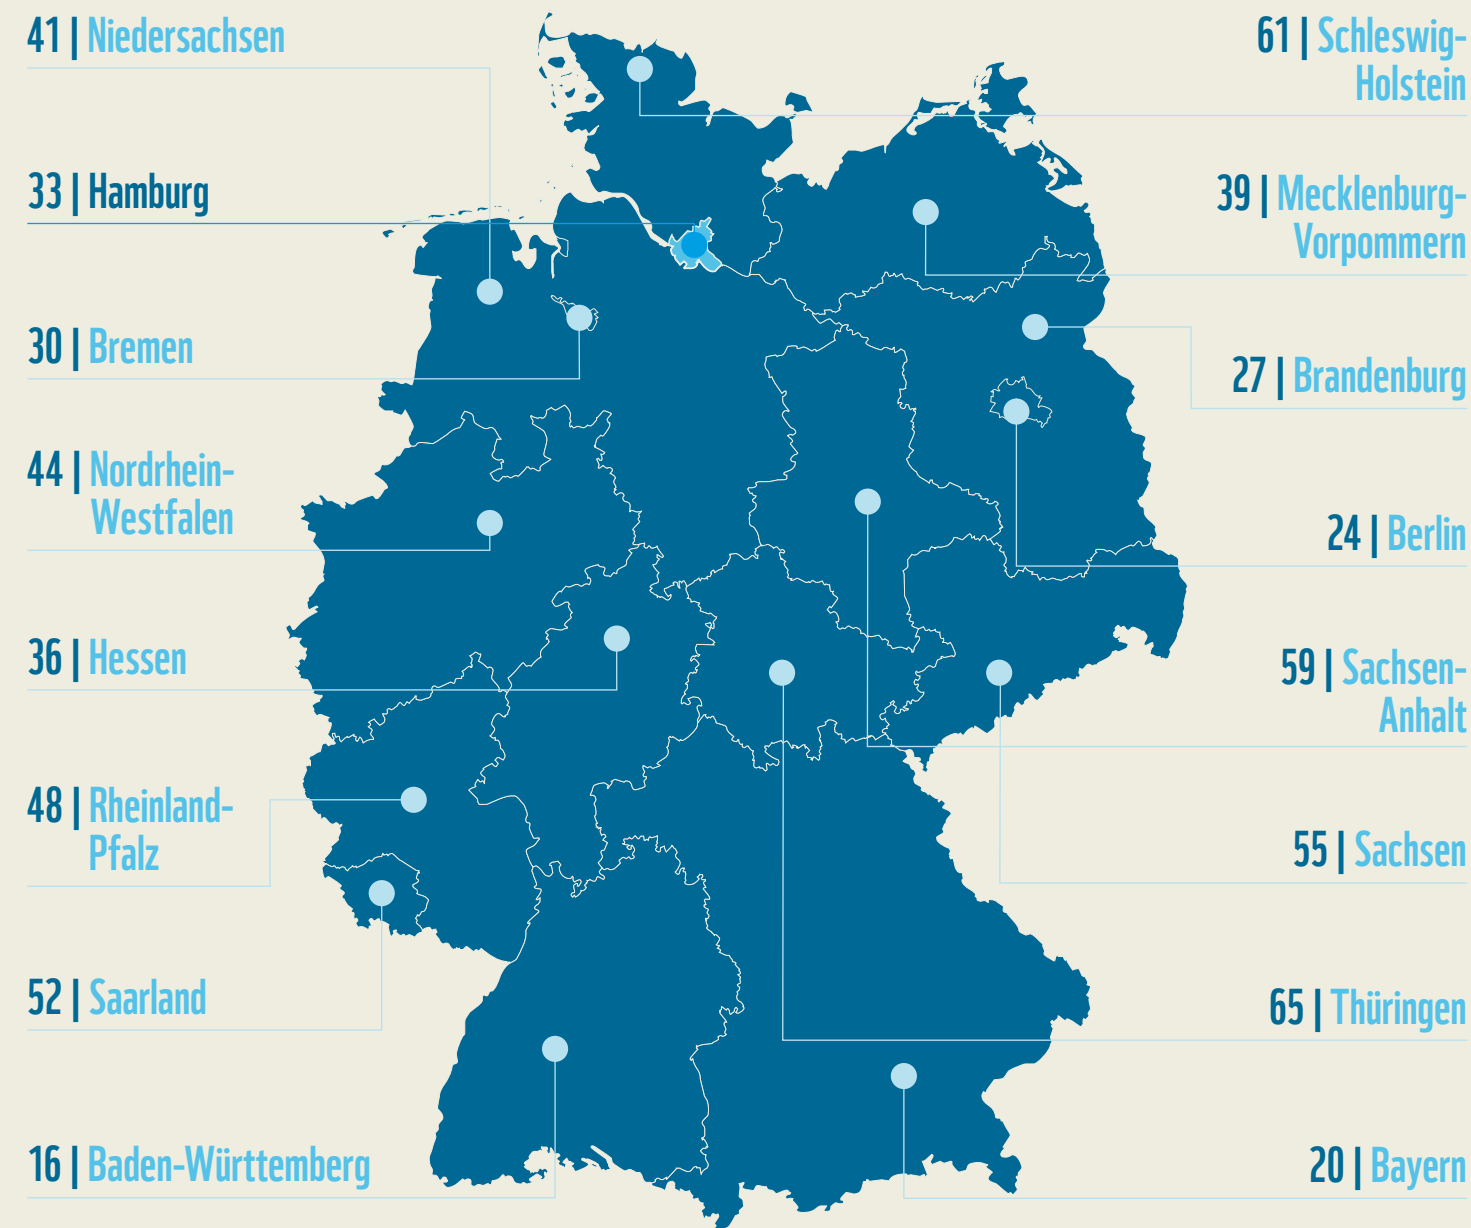 41 | Niedersachsen
33 | Hamburg
30 | Bremen
44 | Nordrhein-
Westfalen
36 | Hessen
48 | Rheinland-
Pfalz
52 | Saarland
16 | Baden-Württemberg
61 | Schleswig-
Holstein
39 | Mecklenburg-
Vorpommern
27 | Brandenburg
24 | Berlin
59 | Sachsen-
Anhalt
55 | Sachsen
65 | Thüringen
20 | Bayern